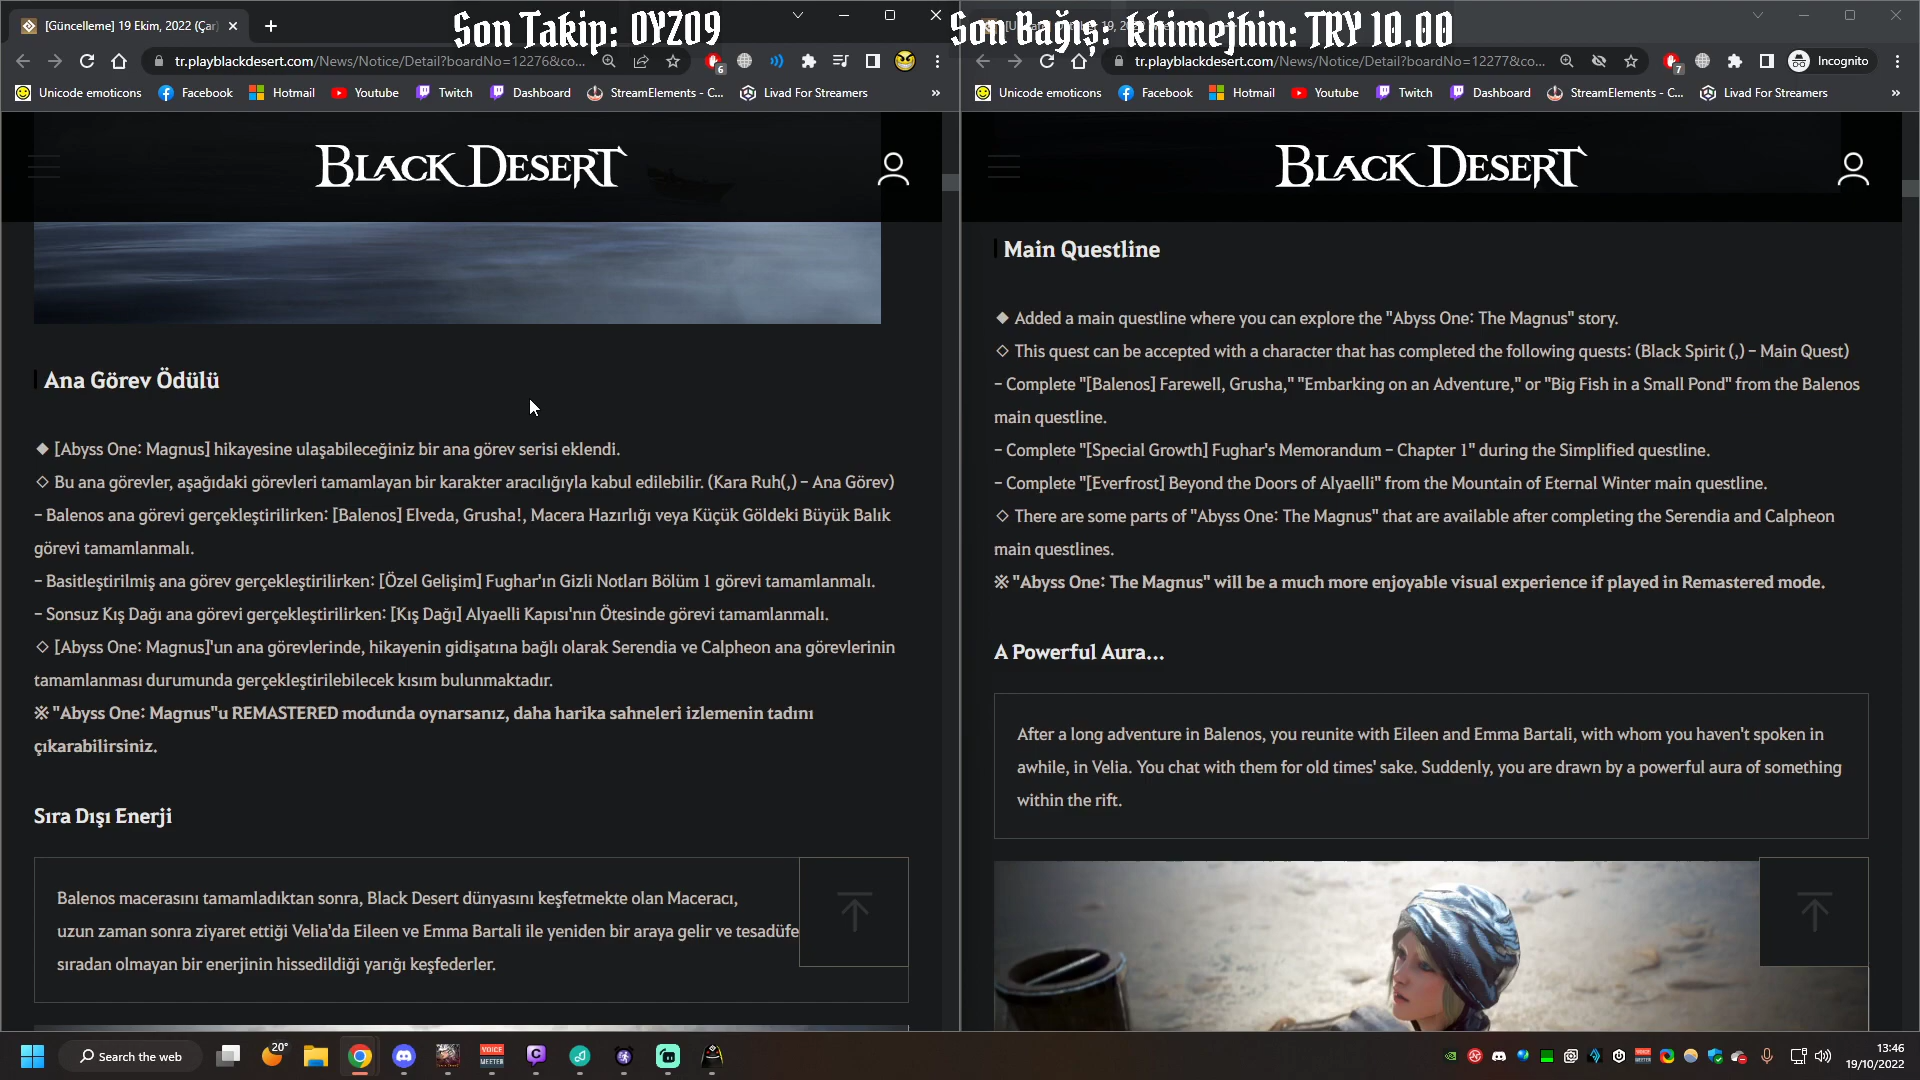 Son Takip: OYZ09
Son Bağış: khimejhin: TRY 10.00
[Güncelleme] 19 Ekim, 2022 (Çar)
tr.playblackdesert.com/News/Notice/Detail?boardNo=12276&co...
6
Unicode emoticons
Facebook
Hotmail
Youtube
Twitch
Dashboard
StreamElements - C...
Livad For Streamers
»
BLACK DESERT
Ana Görev Ödülü
◆ [Abyss One: Magnus] hikayesine ulaşabileceğiniz bir ana görev serisi eklendi.
◇ Bu ana görevler, aşağıdaki görevleri tamamlayan bir karakter aracılığıyla kabul edilebilir. (Kara Ruh(,) – Ana Görev)
– Balenos ana görevi gerçekleştirilirken: [Balenos] Elveda, Grusha!, Macera Hazırlığı veya Küçük Göldeki Büyük Balık
görevi tamamlanmalı.
– Basitleştirilmiş ana görev gerçekleştirilirken: [Özel Gelişim] Fughar'ın Gizli Notları Bölüm 1 görevi tamamlanmalı.
– Sonsuz Kış Dağı ana görevi gerçekleştirilirken: [Kış Dağı] Alyaelli Kapısı'nın Ötesinde görevi tamamlanmalı.
◇ [Abyss One: Magnus]'un ana görevlerinde, hikayenin gidişatına bağlı olarak Serendia ve Calpheon ana görevlerinin
tamamlanması durumunda gerçekleştirilebilecek kısım bulunmaktadır.
※ "Abyss One: Magnus"u REMASTERED modunda oynarsanız, daha harika sahneleri izlemenin tadını
çıkarabilirsiniz.
Sıra Dışı Enerji
Balenos macerasını tamamladıktan sonra, Black Desert dünyasını keşfetmekte olan Maceracı,
uzun zaman sonra ziyaret ettiği Velia'da Eileen ve Emma Bartali ile yeniden bir araya gelir ve tesadüfe
sıradan olmayan bir enerjinin hissedildiği yarığı keşfederler.
tr.playblackdesert.com/News/Notice/Detail?boardNo=12277&co...
7
Incognito
Unicode emoticons
Facebook
Hotmail
Youtube
Twitch
Dashboard
StreamElements - C...
Livad For Streamers
»
BLACK DESERT
Main Questline
◆ Added a main questline where you can explore the "Abyss One: The Magnus" story.
◇ This quest can be accepted with a character that has completed the following quests: (Black Spirit (,) – Main Quest)
– Complete "[Balenos] Farewell, Grusha," "Embarking on an Adventure," or "Big Fish in a Small Pond" from the Balenos
main questline.
– Complete "[Special Growth] Fughar's Memorandum – Chapter 1" during the Simplified questline.
– Complete "[Everfrost] Beyond the Doors of Alyaelli" from the Mountain of Eternal Winter main questline.
◇ There are some parts of "Abyss One: The Magnus" that are available after completing the Serendia and Calpheon
main questlines.
※ "Abyss One: The Magnus" will be a much more enjoyable visual experience if played in Remastered mode.
A Powerful Aura...
After a long adventure in Balenos, you reunite with Eileen and Emma Bartali, with whom you haven't spoken in
awhile, in Velia. You chat with them for old times' sake. Suddenly, you are drawn by a powerful aura of something
within the rift.
Search the web
20°
VOICE
MEETER
13:46
19/10/2022